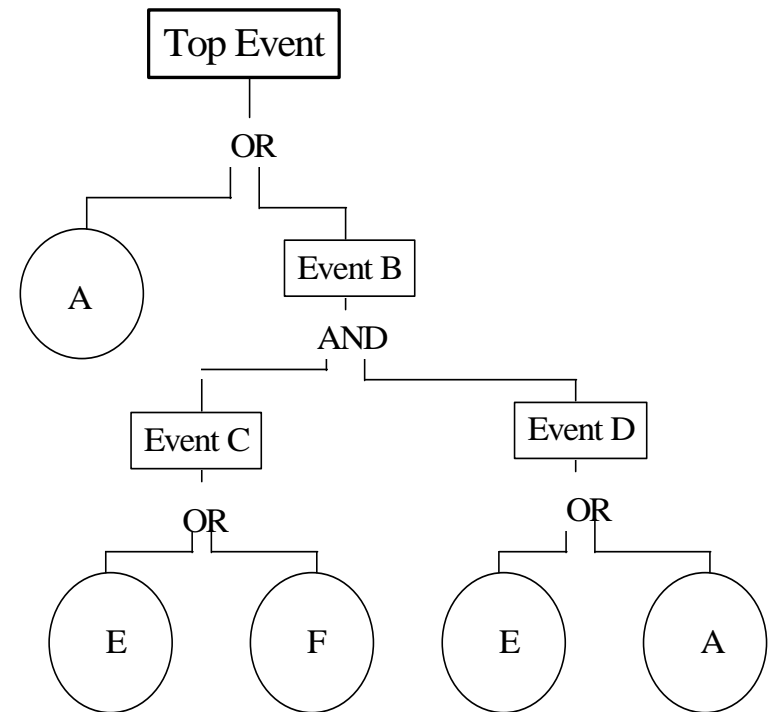 Top Event
OR
A
Event B
AND
Event C
Event D
OR
OR
E
F
E
A